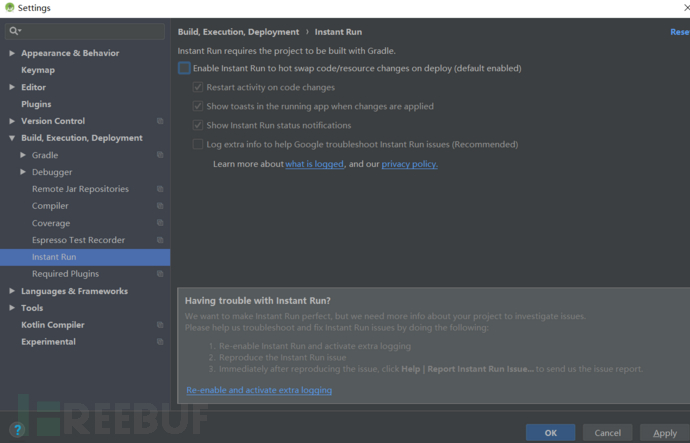 Settings
Appearance & Behavior
Keymap
Editor
Plugins
Version Control
Build, Execution, Deployment
Gradle
Debugger
Remote Jar Repositories
Compiler
Coverage
Espresso Test Recorder
Instant Run
Required Plugins
Languages & Frameworks
Tools
Kotlin Compiler
Experimental
Build, Execution, Deployment › Instant Run
Rese
Instant Run requires the project to be built with Gradle.
Enable Instant Run to hot swap code/resource changes on deploy (default enabled)
Restart activity on code changes
Show toasts in the running app when changes are applied
Show Instant Run status notifications
Log extra info to help Google troubleshoot Instant Run issues (Recommended)
Learn more about what is logged, and our privacy policy.
Having trouble with Instant Run?
We want to make Instant Run perfect, but we need more info about your project to investigate issues.
Please help us troubleshoot and fix Instant Run issues by doing the following:
1. Re-enable Instant Run and activate extra logging
2. Reproduce the Instant Run issue
3. Immediately after reproducing the issue, click Help | Report Instant Run Issue... to send us the issue report.
Re-enable and activate extra logging
FREEBUF
?
OK
Cancel
Apply